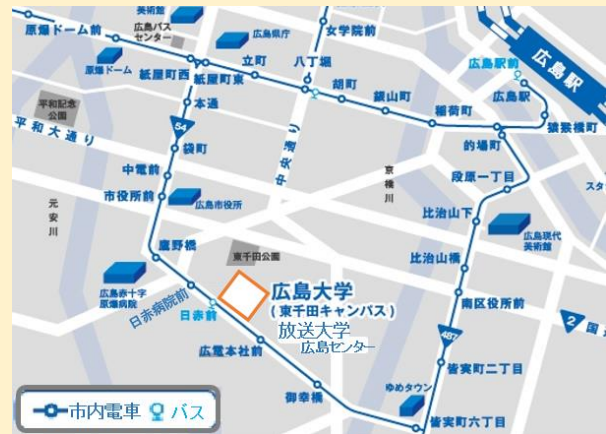 美術館
原爆ドーム前
広島バス
センター
広島県庁
女学院前
原爆ドーム
紙屋町西
紙屋町東
立町
八丁堀
胡町
銀山町
稲荷町
広島駅前
広島駅
広島駅
猿猴橋町
的場町
平和記念
公園
平和大通り
本通
54
袋町
中央通り
中電前
市役所前
広島市役所
京橋川
段原一丁目
比治山下
元安川
鷹野橋
東千田公園
比治山橋
広島現代
美術館
広島赤十字
原爆病院
日赤病院前
日赤前
広島大学
(東千田キャンパス)
放送大学
広島センター
南区役所前
2
国
広電本社前
487
皆実町二丁目
御幸橋
ゆめタウン
皆実町六丁目
市内電車
バス